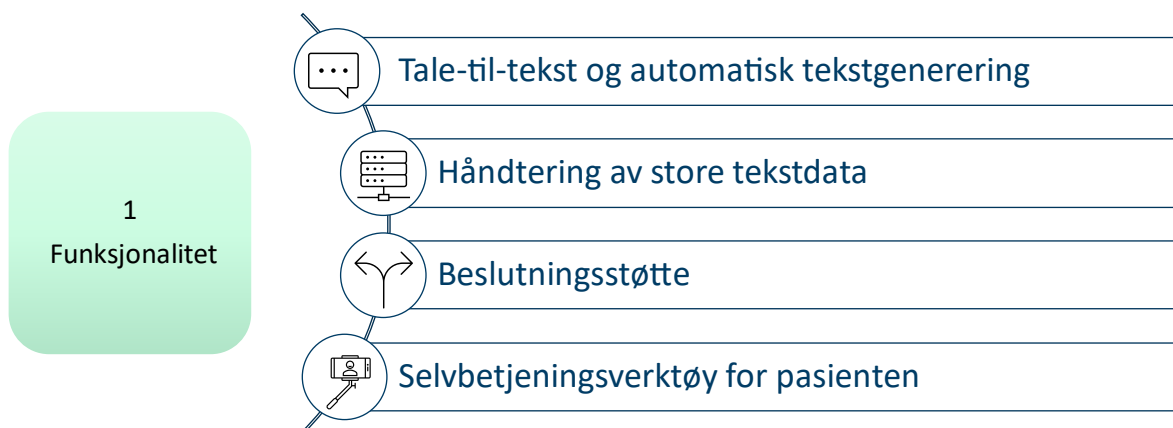 1
Funksjonalitet
Tale-til-tekst og automatisk tekstgenerering
Håndtering av store tekstdata
Beslutningsstøtte
Selvbetjeningsverktøy for pasienten